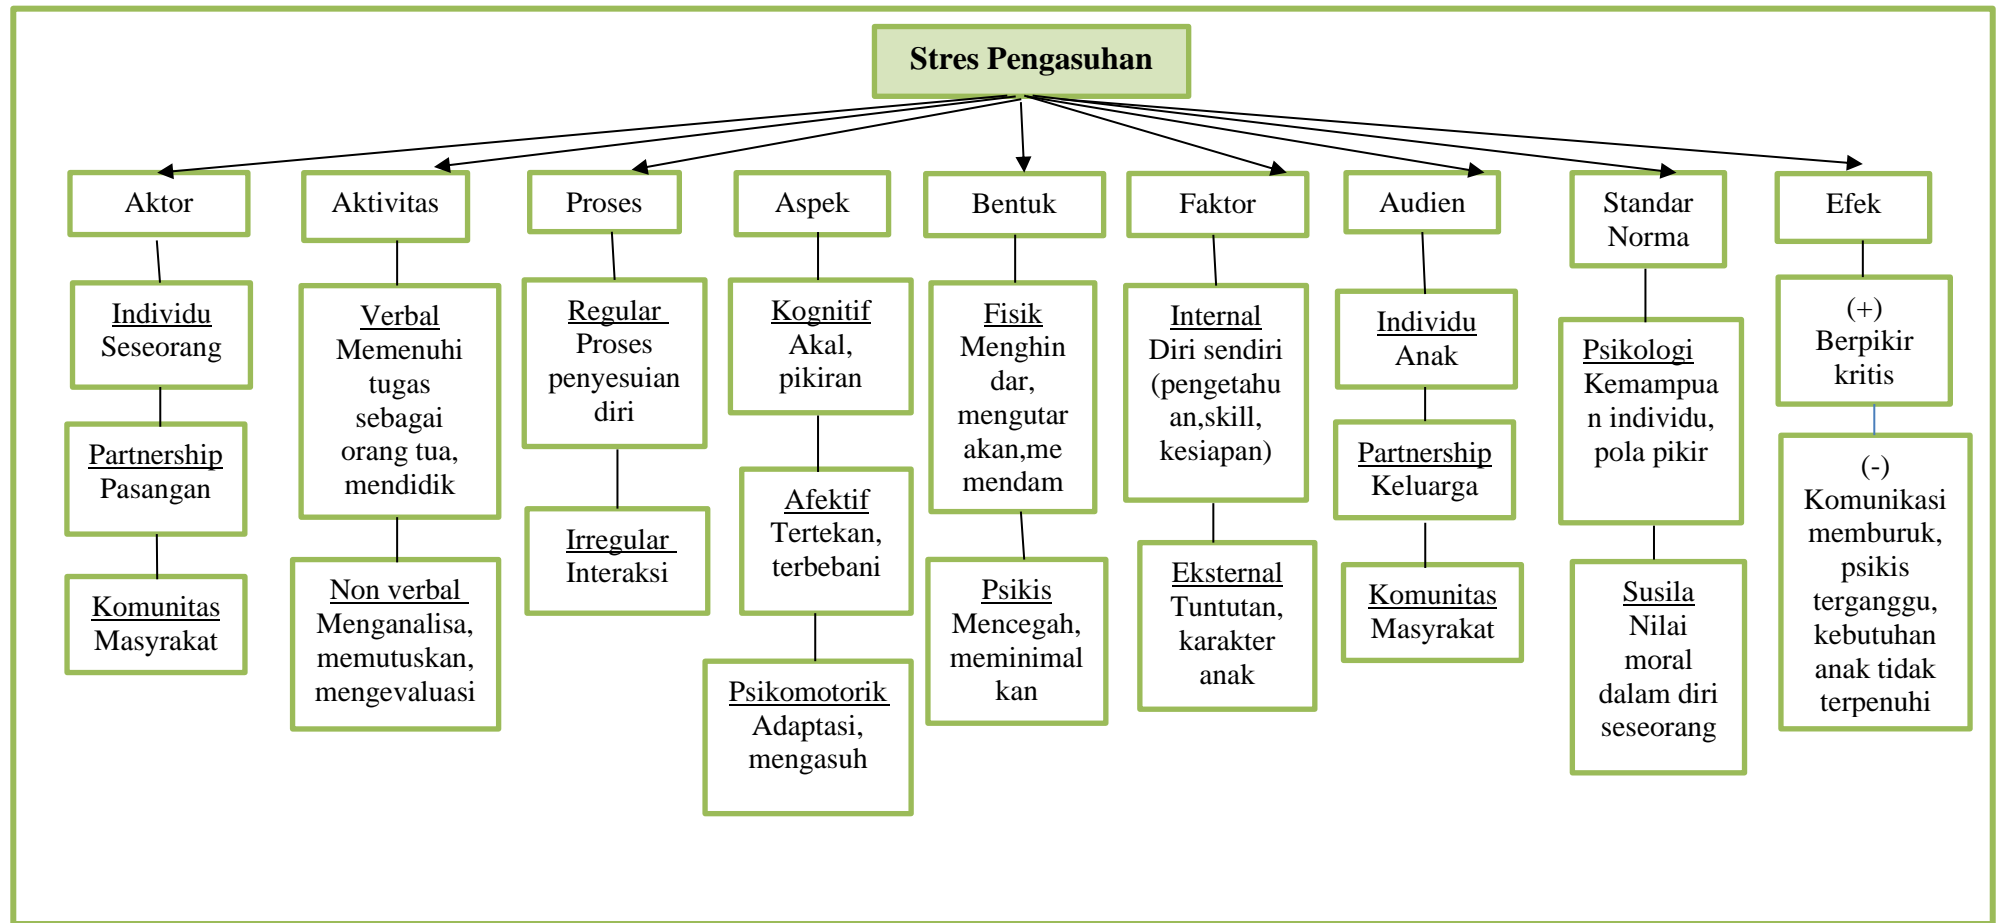 Stres Pengasuhan
Aktor
Aktivitas
Proses
Aspek
Bentuk
Faktor
Audien
Standar
Norma
Efek
Individu
Seseorang
Partnership
Pasangan
Komunitas
Masyrakat
Verbal
Memenuhi
tugas
sebagai
orang tua,
mendidik
Non verbal
Menganalisa,
memutuskan,
mengevaluasi
Regular
Proses
penyesuian
diri
Irregular
Interaksi
Kognitif
Akal,
pikiran
Afektif
Tertekan,
terbebani
Psikomotorik
Adaptasi,
mengasuh
Fisik
Menghin
dar,
mengutar
akan,me
mendam
Psikis
Mencegah,
meminimal
kan
Internal
Diri sendiri
(pengetahu
an,skill,
kesiapan)
Eksternal
Tuntutan,
karakter
anak
Individu
Anak
Partnership
Keluarga
Komunitas
Masyrakat
Psikologi
Kemampua
n individu,
pola pikir
Susila
Nilai
moral
dalam diri
seseorang
(+)
Berpikir
kritis
(-)
Komunikasi
memburuk,
psikis
terganggu,
kebutuhan
anak tidak
terpenuhi